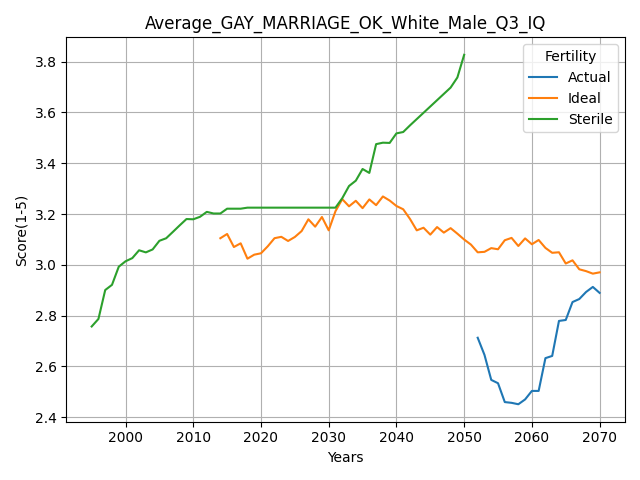 Average_GAY_MARRIAGE_OK_White_Male_Q3_IQ
Fertility
Actual
Ideal
Sterile
Score(1-5)
3.8
3.6
3.4
3.2
3.0
2.8
2.6
2.4
2000 2010 2020 2030 2040 2050 2060 2070
Years